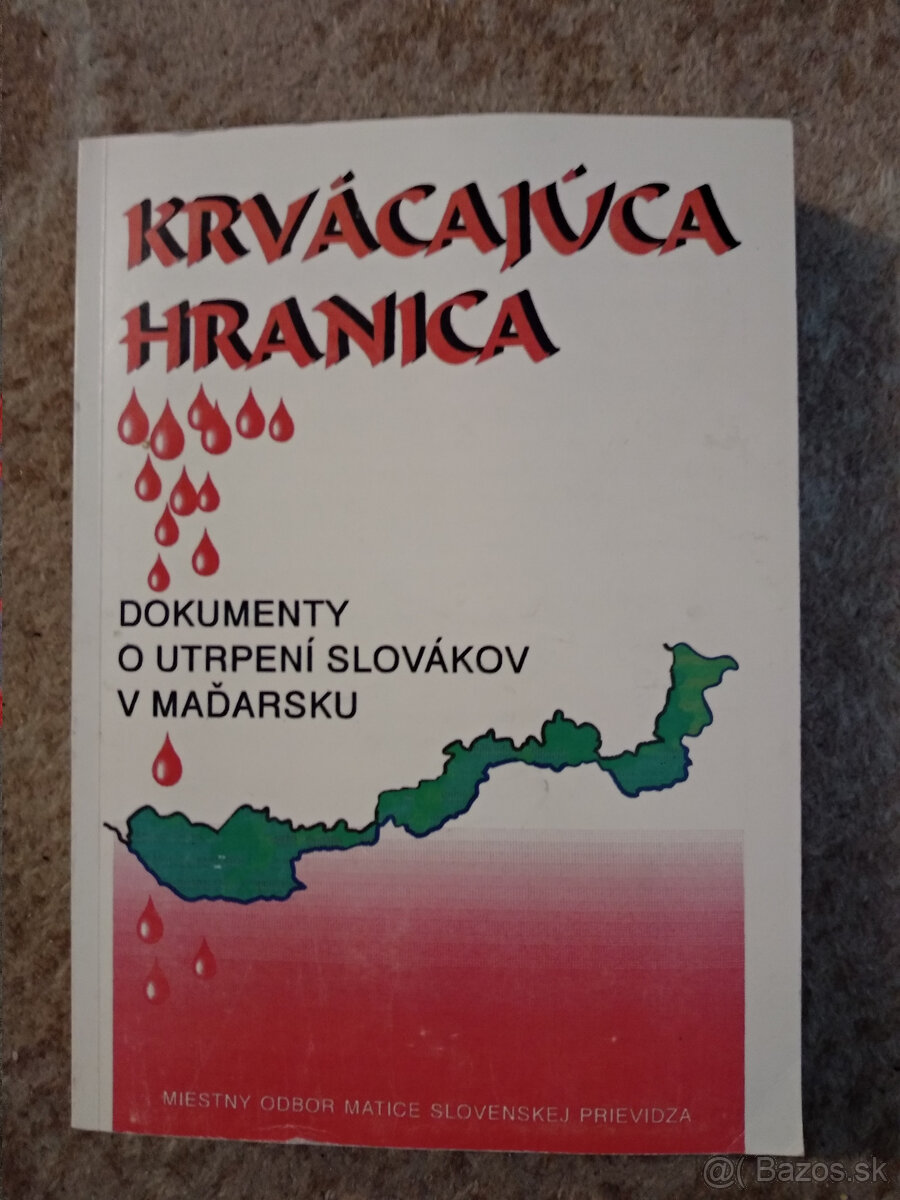 KRVÁCAJÚCA
HRANICA
DOKUMENTY
O UTRPENÍ SLOVÁKOV
V MAĎARSKU
MIESTNY ODBOR MATICE SLOVENSKEJ PRIEVIDZA
@( Bazos.sk